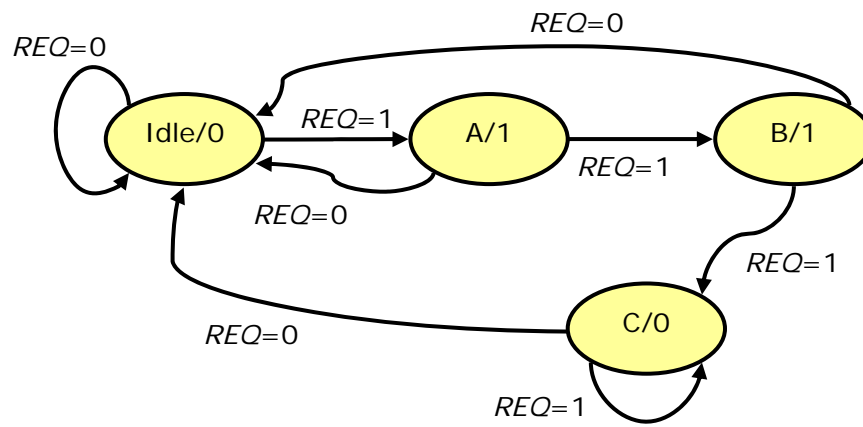 REQ=0
REQ=0
Idle/0
REQ=1
A/1
B/1
REQ=1
REQ=0
REQ=1
C/0
REQ=0
REQ=1